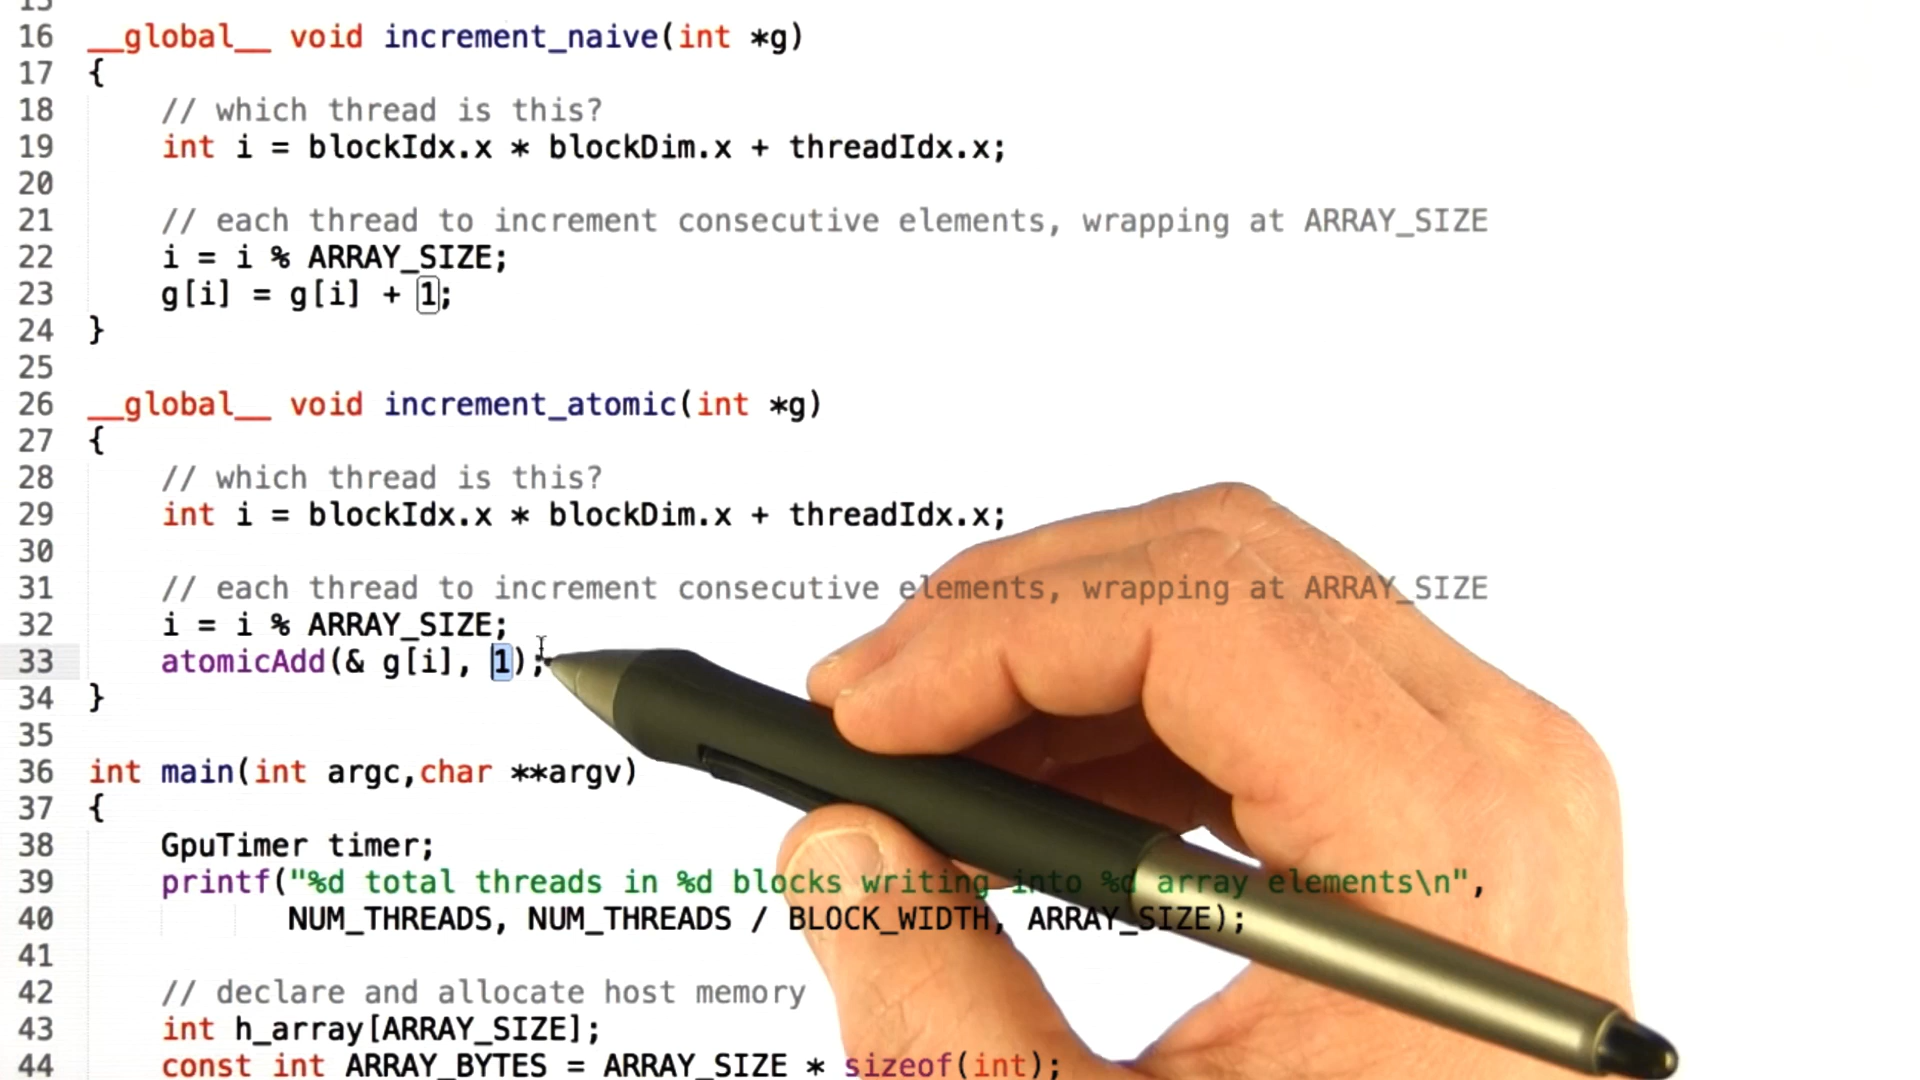 16 __global__ void increment_naive(int *g)
17 {
18 // which thread is this?
19 int i = blockIdx.x * blockDim.x + threadIdx.x;
20
21 // each thread to increment consecutive elements, wrapping at ARRAY_SIZE
22 i = i % ARRAY_SIZE;
23 g[i] = g[i] + 1;
24 }
25
26 __global__ void increment_atomic(int *g)
27 {
28 // which thread is this?
29 int i = blockIdx.x * blockDim.x + threadIdx.x;
30
31 // each thread to increment consecutive elements, wrapping at ARRAY_SIZE
32 i = i % ARRAY_SIZE;
33 atomicAdd(& g[i], 1);
34 }
35
36 int main(int argc,char **argv)
37 {
38 GpuTimer timer;
39 printf("%d total threads in %d blocks writing into %d array elements\n",
40 NUM_THREADS, NUM_THREADS / BLOCK_WIDTH, ARRAY_SIZE);
41
42 // declare and allocate host memory
43 int h_array[ARRAY_SIZE];
44 const int ARRAY_BYTES = ARRAY_SIZE * sizeof(int);